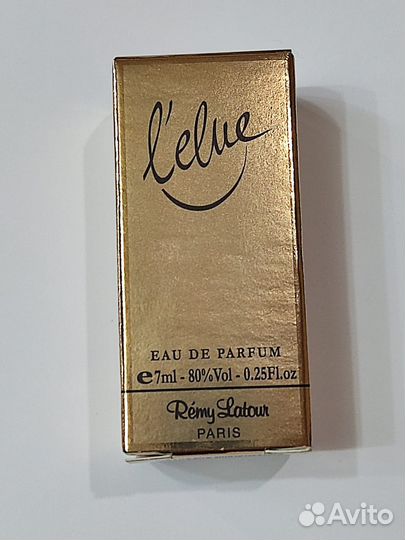 l'elue
EAU DE PARFUM
℮7ml - 80%Vol - 0.25Fl.oz
Rémy Latour
PARIS
Avito